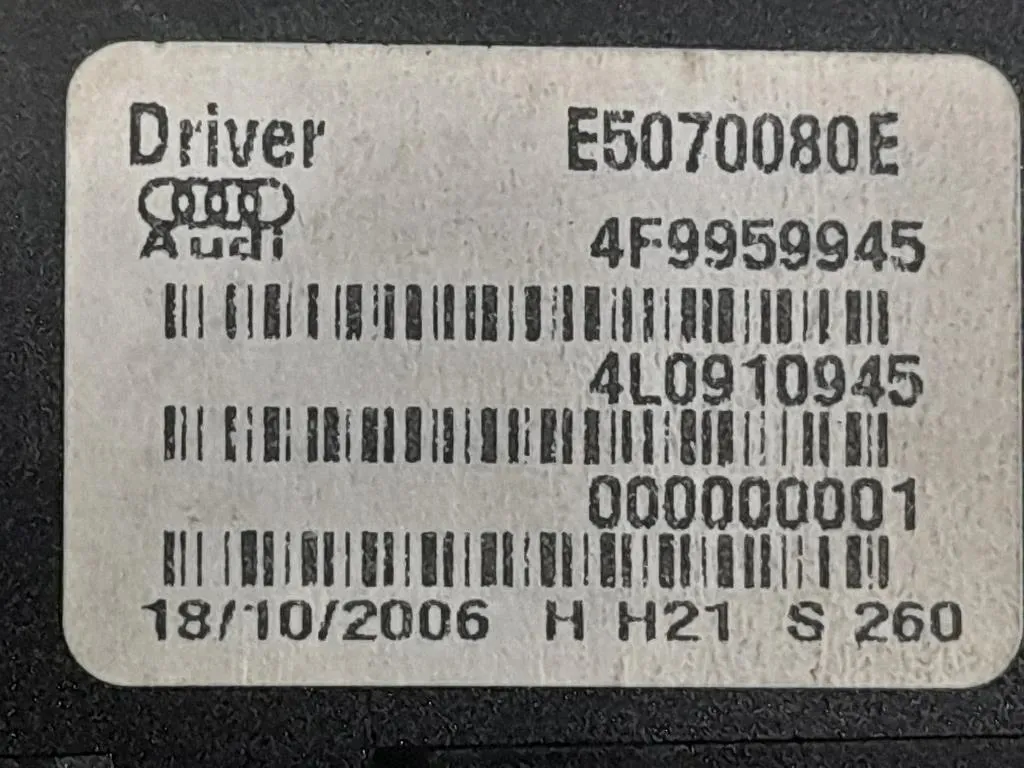 Driver E5070080E
Audi 4F9959945
4L0910945
000000001
18/10/2006 H H21 S 260